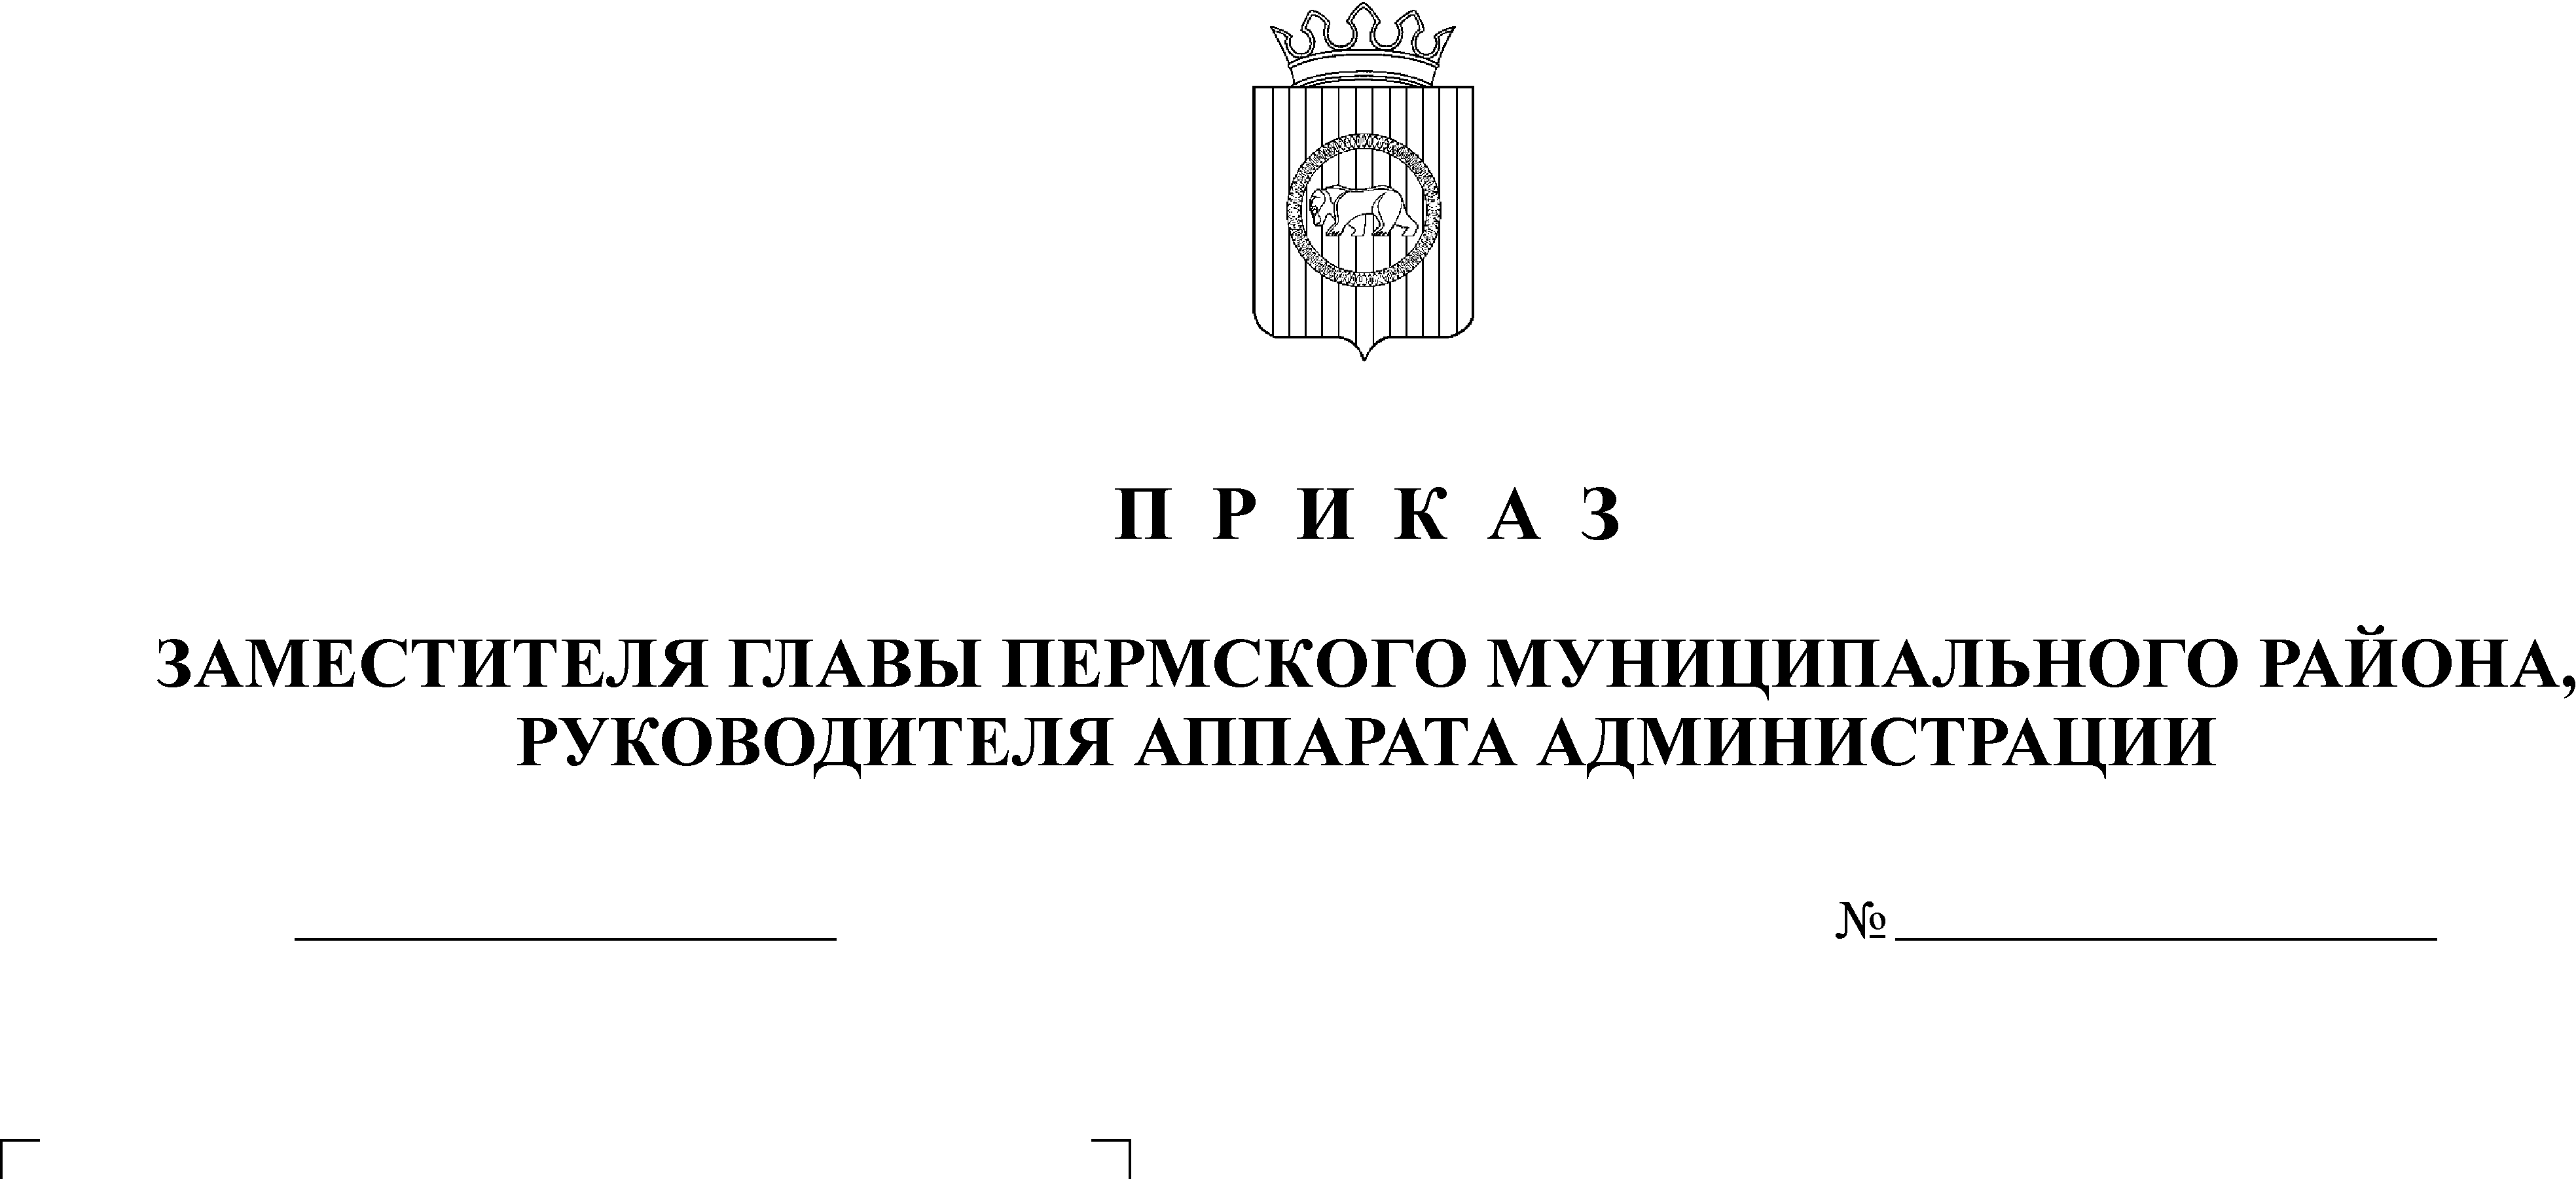 П Р И К А З
ЗАМЕСТИТЕЛЯ ГЛАВЫ ПЕРМСКОГО МУНИЦИПАЛЬНОГО РАЙОНА,
РУКОВОДИТЕЛЯ АППАРАТА АДМИНИСТРАЦИИ
№